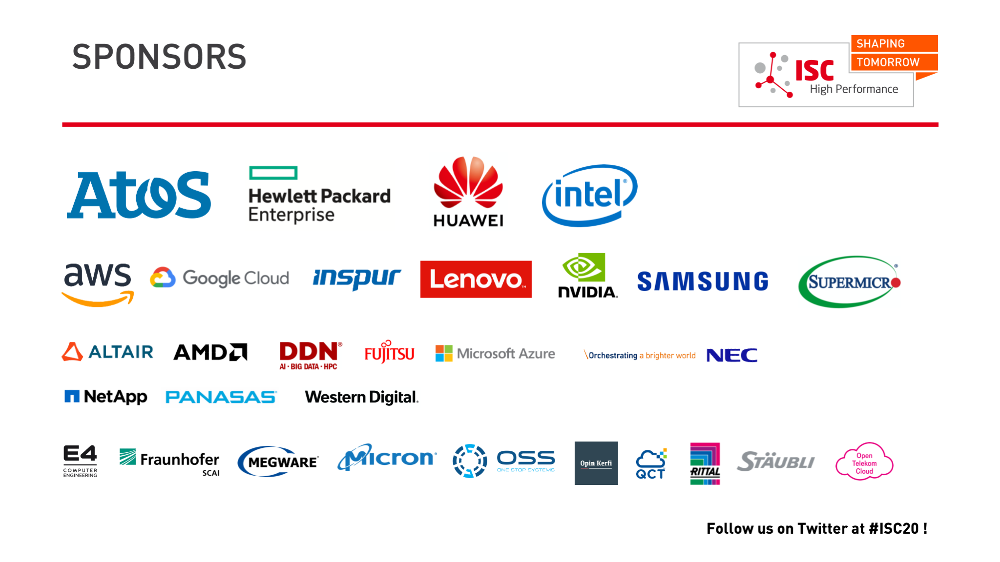 SPONSORS
SHAPING
TOMORROW
ISC
High Performance
Atos
Hewlett Packard
Enterprise
HUAWEI
intel®
aws
Google Cloud
inspur
Lenovo™
NVIDIA.
SAMSUNG
SUPERMICRO®
ALTAIR
AMD
DDN®
AI · BIG DATA · HPC
FUJITSU
Microsoft Azure
\Orchestrating a brighter world
NEC
NetApp
PANASAS®
Western Digital®
E4
COMPUTER
ENGINEERING
Fraunhofer
SCAI
MEGWARE®
Micron®
OSS
ONE STOP SYSTEMS
Opin Kerfi
QCT
RITTAL
STÄUBLI
Open
Telekom
Cloud
Follow us on Twitter at #ISC20 !